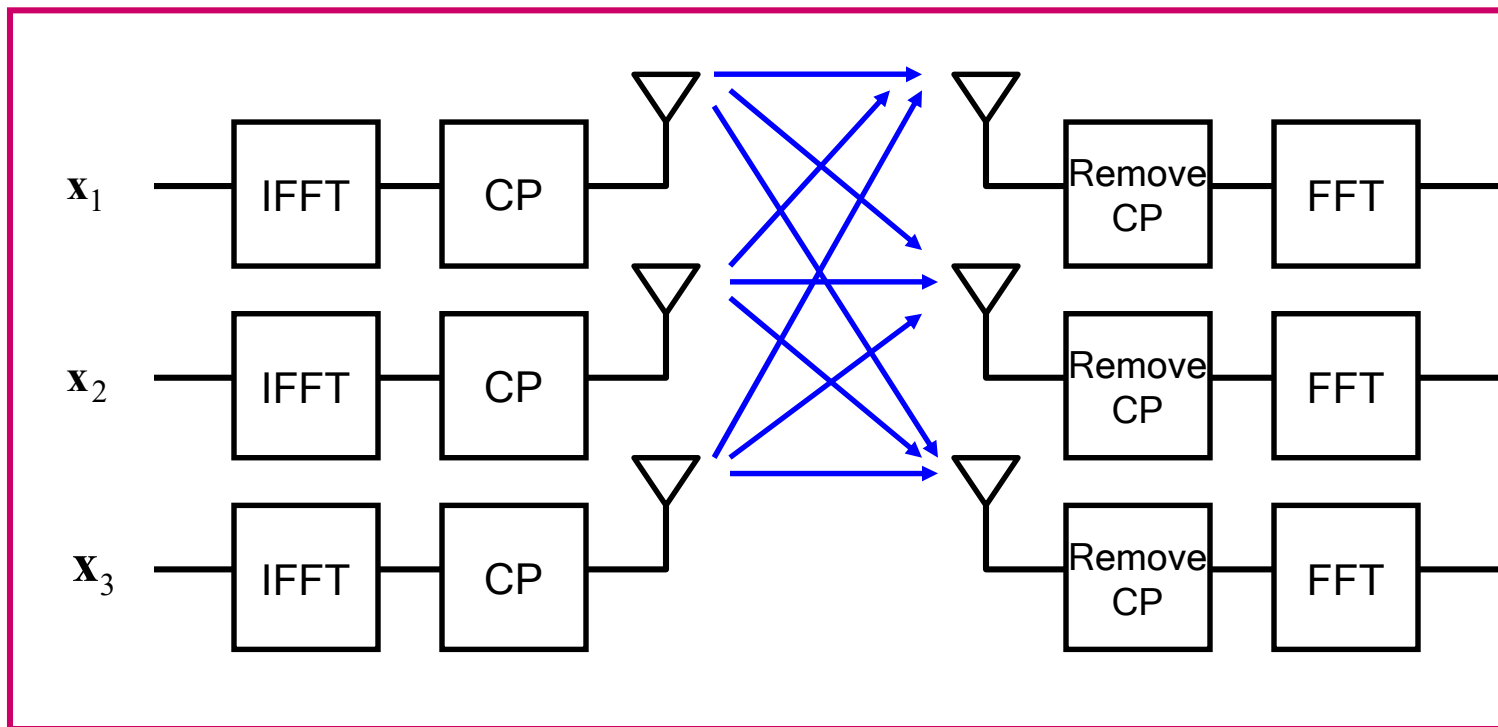 x₁ IFFT CP Remove CP FFT
x₂ IFFT CP Remove CP FFT
x₃ IFFT CP Remove CP FFT